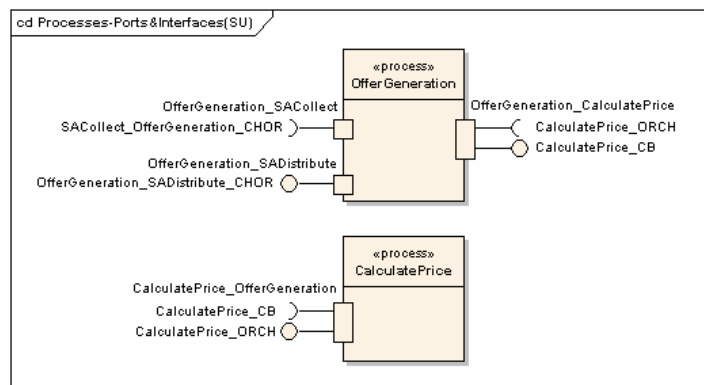 cd Processes-Ports&Interfaces(SU)
«process»
OfferGeneration
OfferGeneration_SACollect
SACollect_OfferGeneration_CHOR
OfferGeneration_SADistribute
OfferGeneration_SADistribute_CHOR
OfferGeneration_CalculatePrice
CalculatePrice_ORCH
CalculatePrice_CB
«process»
CalculatePrice
CalculatePrice_OfferGeneration
CalculatePrice_CB
CalculatePrice_ORCH